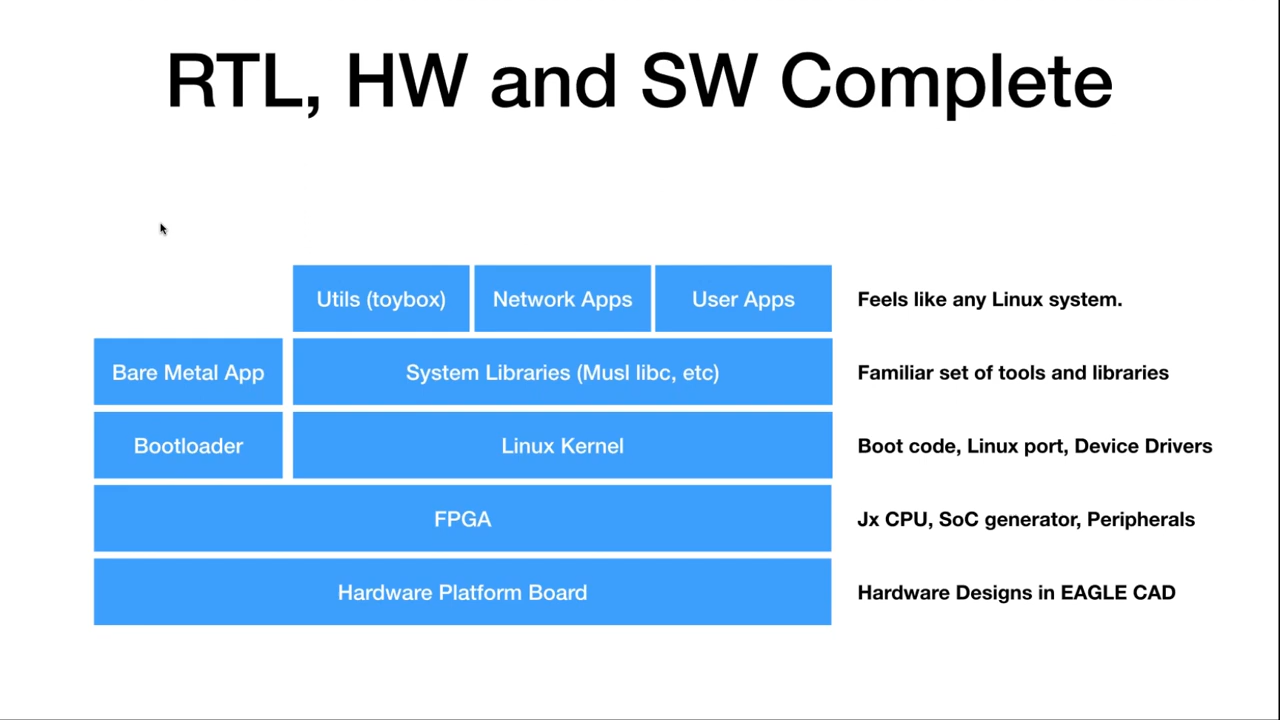 RTL, HW and SW Complete
Utils (toybox)
Network Apps
User Apps
Feels like any Linux system.
Bare Metal App
System Libraries (Musl libc, etc)
Familiar set of tools and libraries
Bootloader
Linux Kernel
Boot code, Linux port, Device Drivers
FPGA
Jx CPU, SoC generator, Peripherals
Hardware Platform Board
Hardware Designs in EAGLE CAD